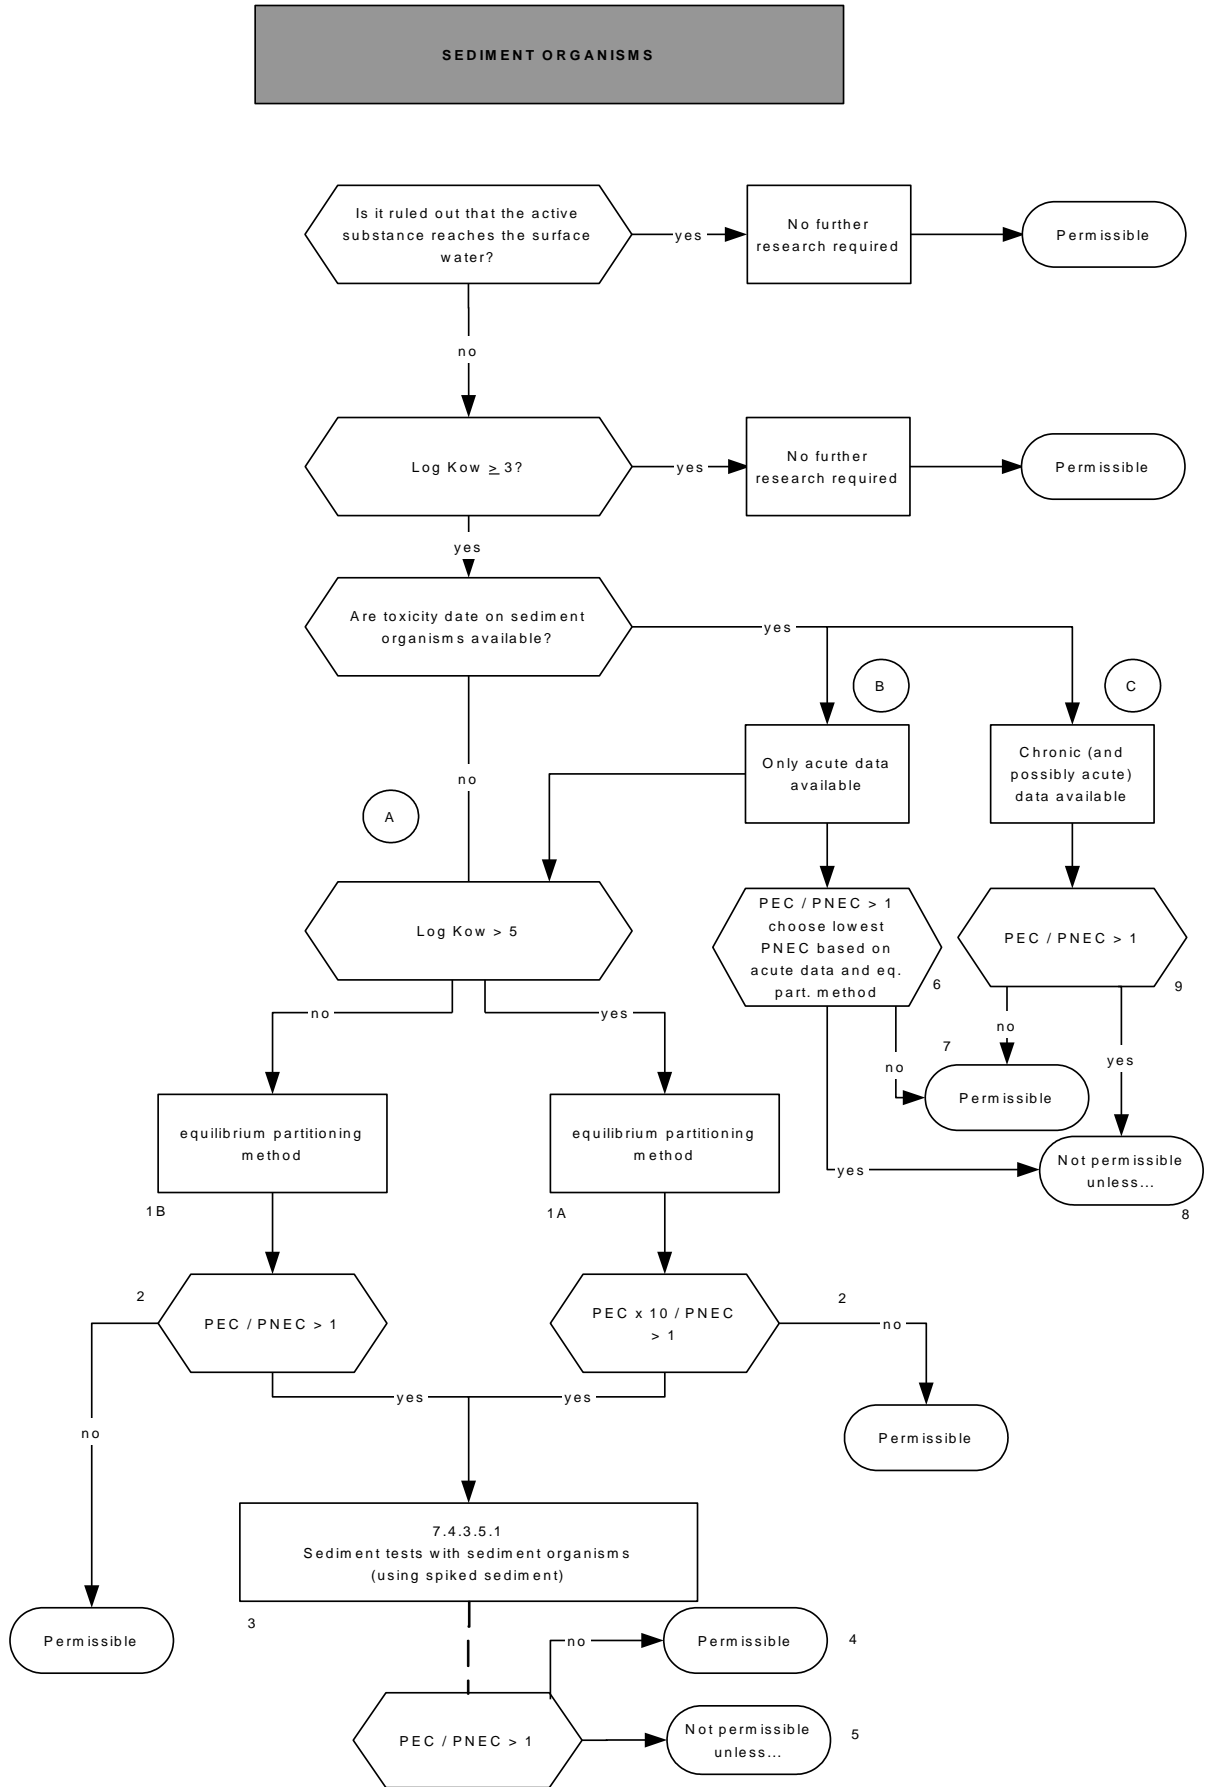 SEDIMENT ORGANISMS
Is it ruled out that the active
substance reaches the surface
water?
yes
No further
research required
Permissible
no
Log Kow ≥ 3?
yes
No further
research required
Permissible
yes
Are toxicity date on sediment
organisms available?
yes
B
C
no
Only acute data
available
Chronic (and
possibly acute)
data available
A
Log Kow > 5
PEC / PNEC > 1
choose lowest
PNEC based on
acute data and eq.
part. method
6
PEC / PNEC > 1
9
no
yes
no
7
yes
no
Permissible
equilibrium partitioning
method
1B
equilibrium partitioning
method
1A
yes
Not permissible
unless...
8
2
PEC / PNEC > 1
PEC x 10 / PNEC
> 1
2
no
yes
yes
no
Permissible
7.4.3.5.1
Sediment tests with sediment organisms
(using spiked sediment)
3
Permissible
no
Permissible
4
PEC / PNEC > 1
Not permissible
unless...
5